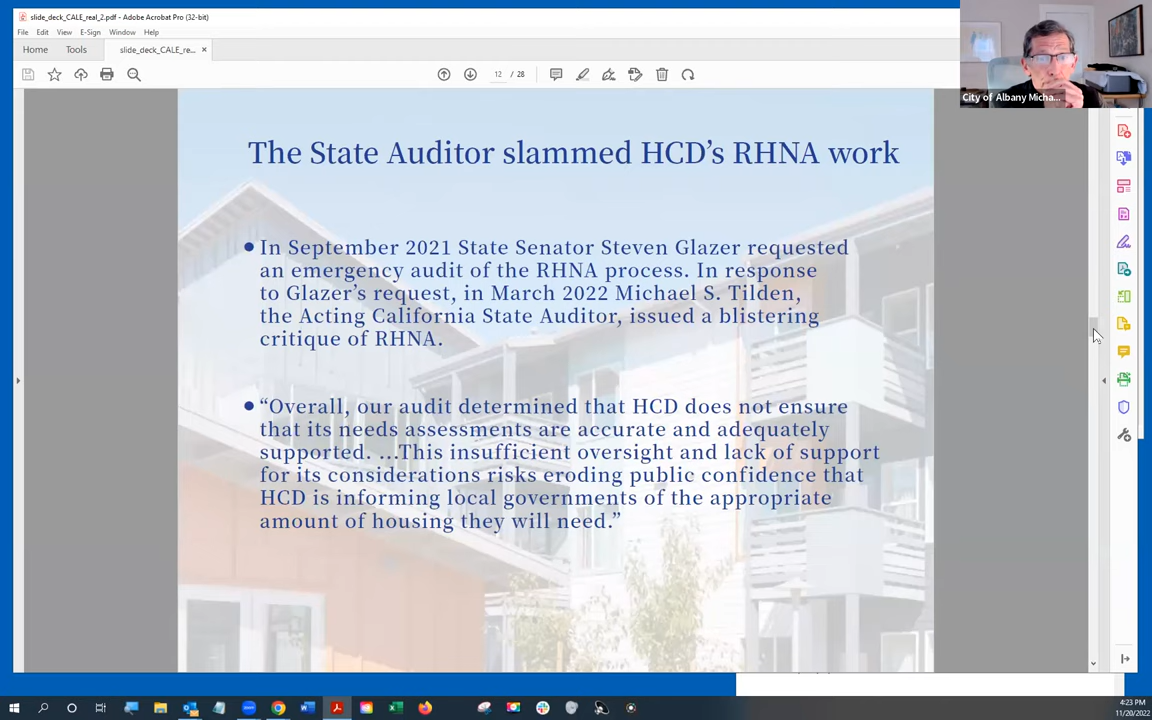 slide_deck_CALE_real_2.pdf - Adobe Acrobat Pro (32-bit)
File Edit View E-Sign Window Help
Home Tools slide_deck_CALE_re... ×
12 / 28
City of Albany Micha...
The State Auditor slammed HCD’s RHNA work
● In September 2021 State Senator Steven Glazer requested
an emergency audit of the RHNA process. In response
to Glazer’s request, in March 2022 Michael S. Tilden,
the Acting California State Auditor, issued a blistering
critique of RHNA.
● “Overall, our audit determined that HCD does not ensure
that its needs assessments are accurate and adequately
supported. ...This insufficient oversight and lack of support
for its considerations risks eroding public confidence that
HCD is informing local governments of the appropriate
amount of housing they will need.”
4:23 PM
11/20/2022